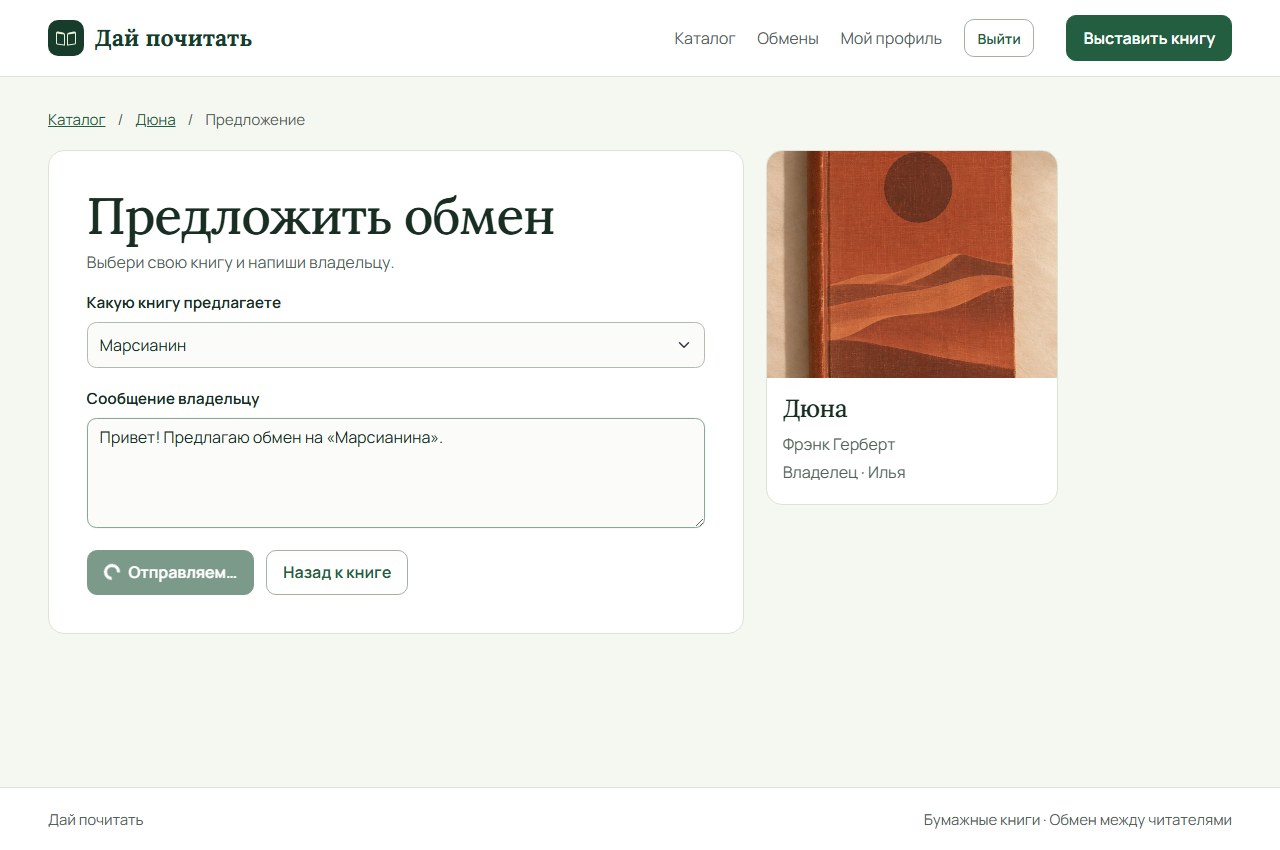 Дай почитать
Каталог Обмены Мой профиль Выйти Выставить книгу
Каталог / Дюна / Предложение
Предложить обмен
Выбери свою книгу и напиши владельцу.
Какую книгу предлагаете
Марсианин
Сообщение владельцу
Привет! Предлагаю обмен на «Марсианина».
Отправляем…
Назад к книге
Дюна
Фрэнк Герберт
Владелец · Илья
Дай почитать
Бумажные книги · Обмен между читателями